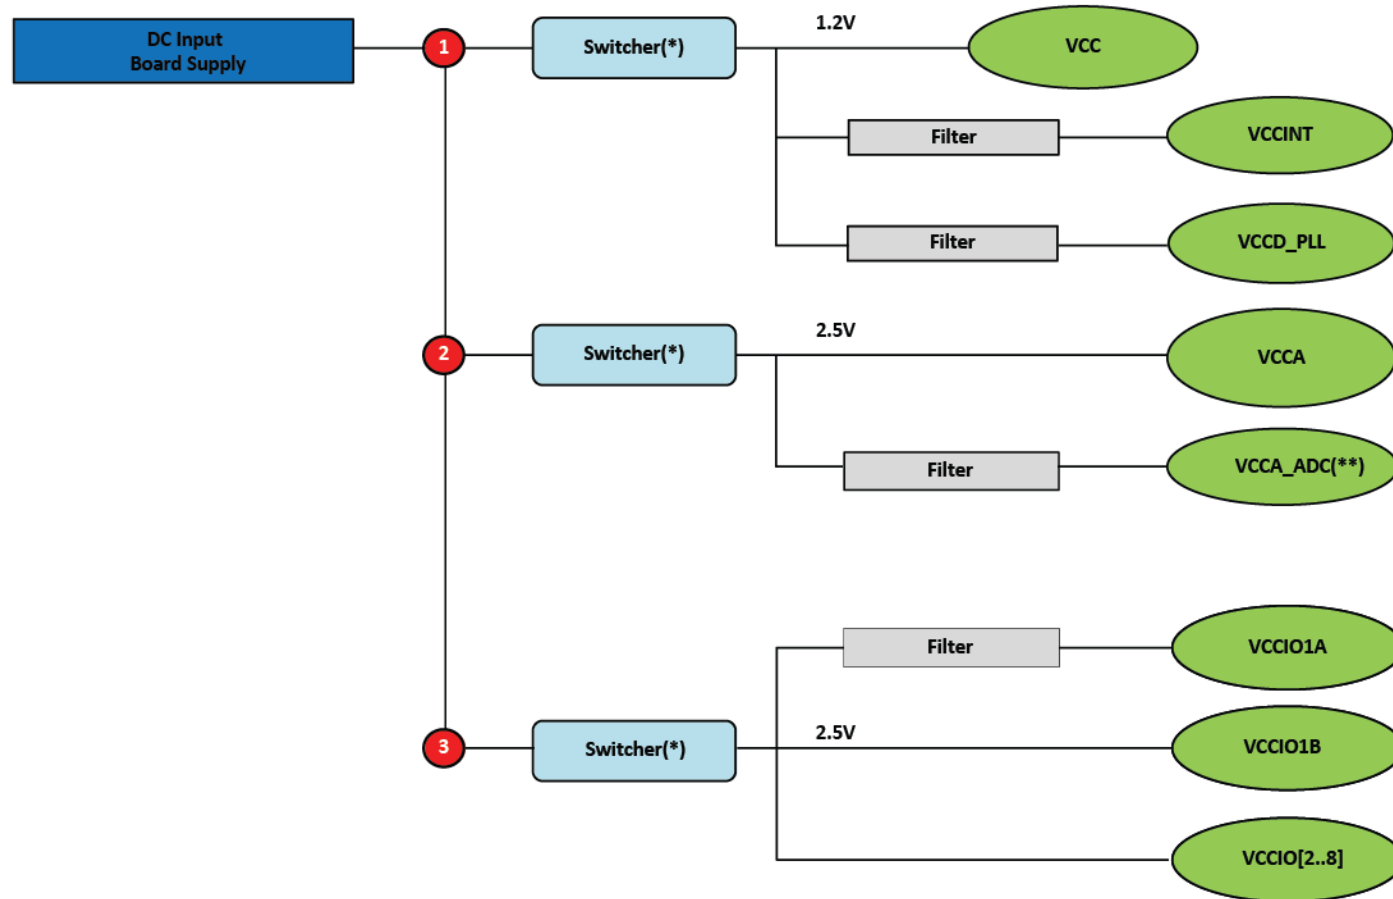 DC Input
Board Supply
1
Switcher(*)
1.2V
VCC
Filter
VCCINT
Filter
VCCD_PLL
2
Switcher(*)
2.5V
VCCA
Filter
VCCA_ADC(**)
Filter
VCCIO1A
3
Switcher(*)
2.5V
VCCIO1B
VCCIO[2..8]